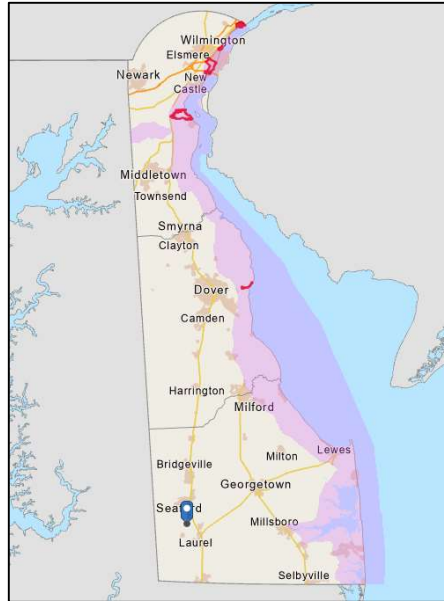 Wilmington
Elsmere
Newark
New
Castle
Middletown
Townsend
Smyrna
Clayton
Dover
Camden
Harrington
Milford
Lewes
Milton
Bridgeville
Georgetown
Seaford
Millsboro
Laurel
Selbyville